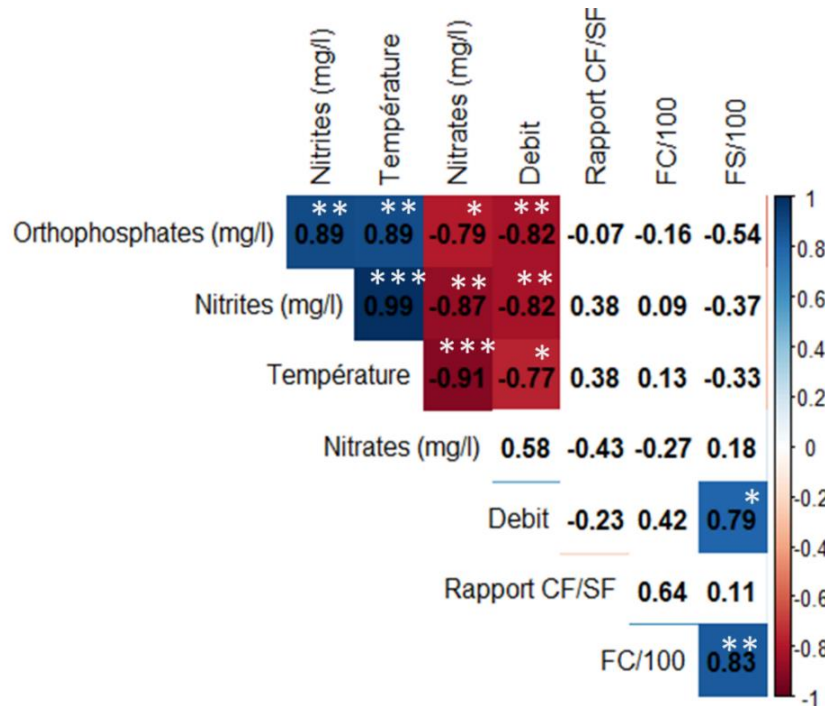 Nitrites (mg/l)
Température
Nitrates (mg/l)
Debit
Rapport CF/SF
FC/100
FS/100
Orthophosphates (mg/l) 0.89** 0.89** -0.79* -0.82** -0.07 -0.16 -0.54
Nitrites (mg/l) 0.99*** -0.87** -0.82** 0.38 0.09 -0.37
Température -0.91*** -0.77* 0.38 0.13 -0.33
Nitrates (mg/l) 0.58 -0.43 -0.27 0.18
Debit -0.23 0.42 0.79*
Rapport CF/SF 0.64 0.11
FC/100 0.83**
1
0.8
0.6
0.4
0.2
0
-0.2
-0.4
-0.6
-0.8
-1